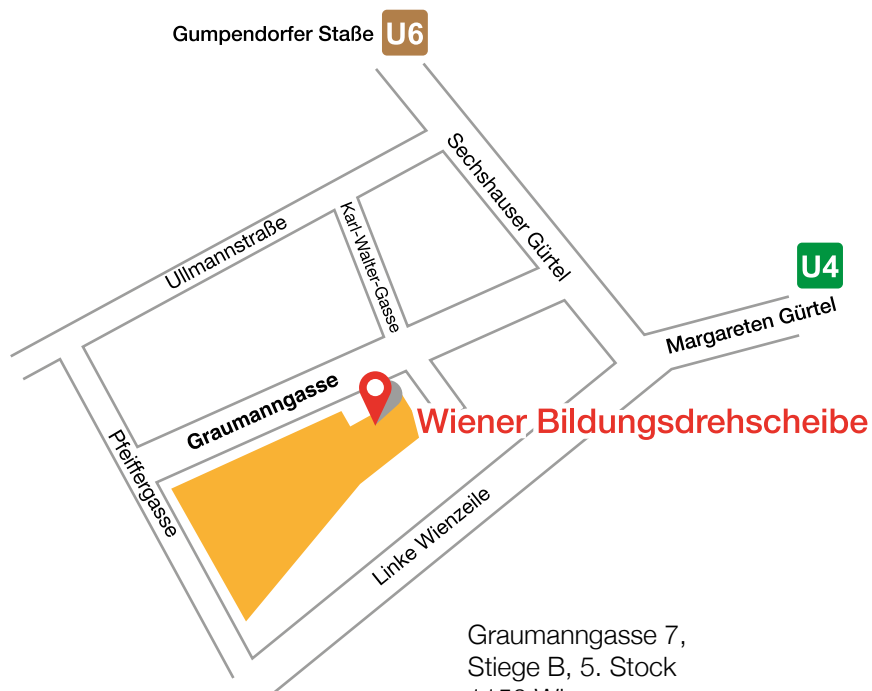 Gumpendorfer Staße U6
Sechshauser Gürtel
Karl-Walter-Gasse
Ullmannstraße
U4
Margareten Gürtel
Graumanngasse
Wiener Bildungsdrehscheibe
Pfeiffergasse
Linke Wienzeile
Graumanngasse 7,
Stiege B, 5. Stock